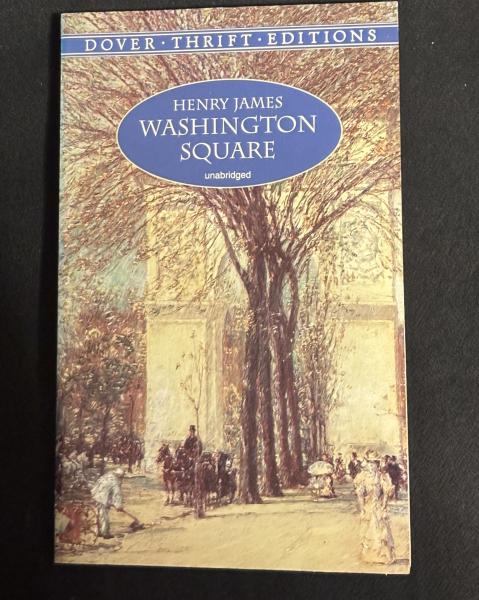 DOVER · THRIFT · EDITIONS
HENRY JAMES
WASHINGTON
SQUARE
unabridged